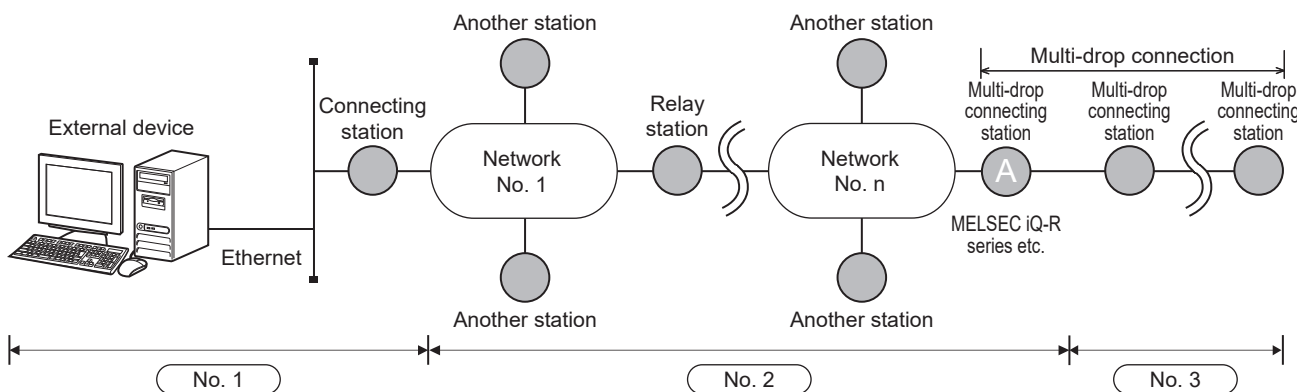 Another station
Another station
Multi-drop connection
External device
Connecting
station
Relay
station
Multi-drop
connecting
station
Multi-drop
connecting
station
Multi-drop
connecting
station
Network
No. 1
Network
No. n
A
MELSEC iQ-R
series etc.
Ethernet
Another station
Another station
No. 1
No. 2
No. 3